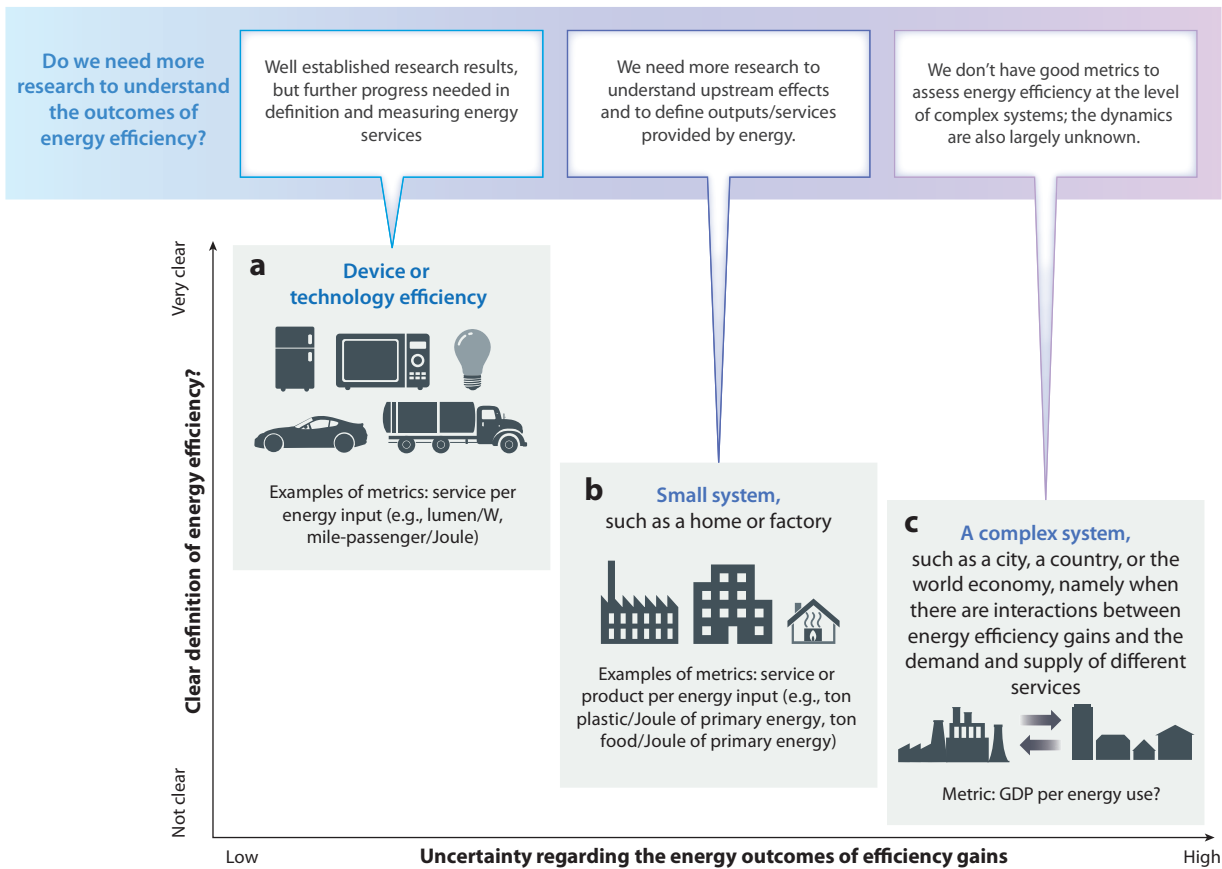 Do we need more
research to understand
the outcomes of
energy efficiency?
Well established research results,
but further progress needed in
definition and measuring energy
services
We need more research to
understand upstream effects
and to define outputs/services
provided by energy.
We don’t have good metrics to
assess energy efficiency at the level
of complex systems; the dynamics
are also largely unknown.
Clear definition of energy efficiency?
Very clear
Not clear
a
Device or
technology efficiency
Examples of metrics: service per
energy input (e.g., lumen/W,
mile-passenger/Joule)
b
Small system,
such as a home or factory
Examples of metrics: service or
product per energy input (e.g., ton
plastic/Joule of primary energy, ton
food/Joule of primary energy)
c
A complex system,
such as a city, a country, or the
world economy, namely when
there are interactions between
energy efficiency gains and the
demand and supply of different
services
Metric: GDP per energy use?
Low
Uncertainty regarding the energy outcomes of efficiency gains
High